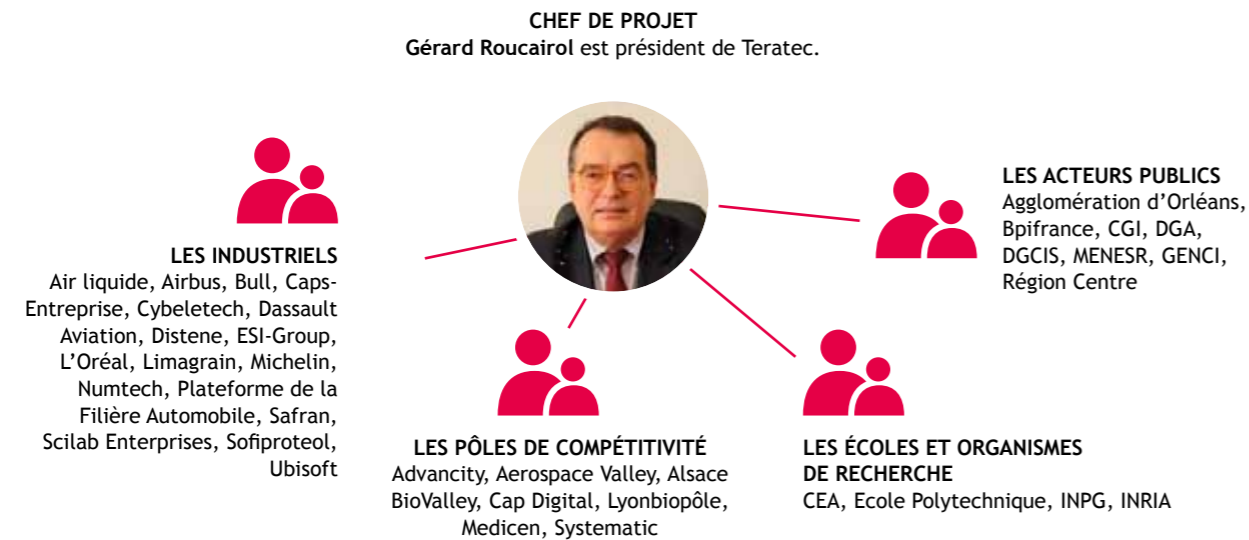 CHEF DE PROJET
Gérard Roucairol est président de Teratec.
LES INDUSTRIELS
Air liquide, Airbus, Bull, Caps-
Entreprise, Cybeletech, Dassault
Aviation, Distene, ESI-Group,
L’Oréal, Limagrain, Michelin,
Numtech, Plateforme de la
Filière Automobile, Safran,
Scilab Enterprises, Sofiproteol,
Ubisoft
LES PÔLES DE COMPÉTITIVITÉ
Advancity, Aerospace Valley, Alsace
BioValley, Cap Digital, Lyonbiopôle,
Medicen, Systematic
LES ÉCOLES ET ORGANISMES
DE RECHERCHE
CEA, Ecole Polytechnique, INPG, INRIA
LES ACTEURS PUBLICS
Agglomération d’Orléans,
Bpifrance, CGI, DGA,
DGCIS, MENESR, GENCI,
Région Centre